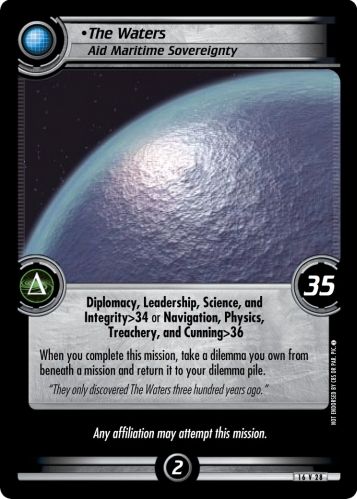 •The Waters
Aid Maritime Sovereignty
Δ
35
Diplomacy, Leadership, Science, and
Integrity>34 or Navigation, Physics,
Treachery, and Cunning>36
When you complete this mission, take a dilemma you own from
beneath a mission and return it to your dilemma pile.
"They only discovered The Waters three hundred years ago."
Any affiliation may attempt this mission.
NOT ENDORSED BY CBS OR PAR. PIC.
2
16 V 28